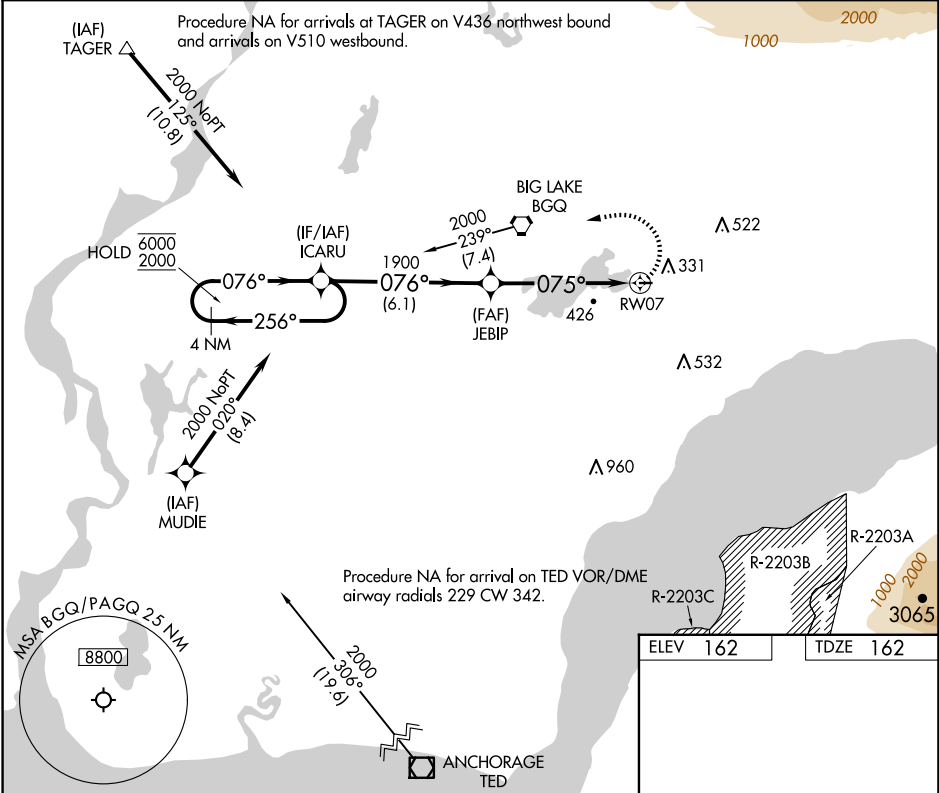 Procedure NA for arrivals at TAGER on V436 northwest bound
and arrivals on V510 westbound.
(IAF)
TAGER
2000
1000
2000 NoPT
125°
(10.8)
BIG LAKE
BGQ
522
2000
239°
(7.4)
(IF/IAF)
ICARU
HOLD
6000
2000
1900
331
076°
076°
075°
(6.1)
RW07
426
256°
(FAF)
JEBIP
4 NM
532
2000 NoPT
020°
(8.4)
960
(IAF)
MUDIE
R-2203A
R-2203B
Procedure NA for arrival on TED VOR/DME
airway radials 229 CW 342.
R-2203C
1000
2000
3065
MSA BGQ/PAGQ 25 NM
8800
ELEV 162
TDZE 162
2000
306°
(19.6)
ANCHORAGE
TED